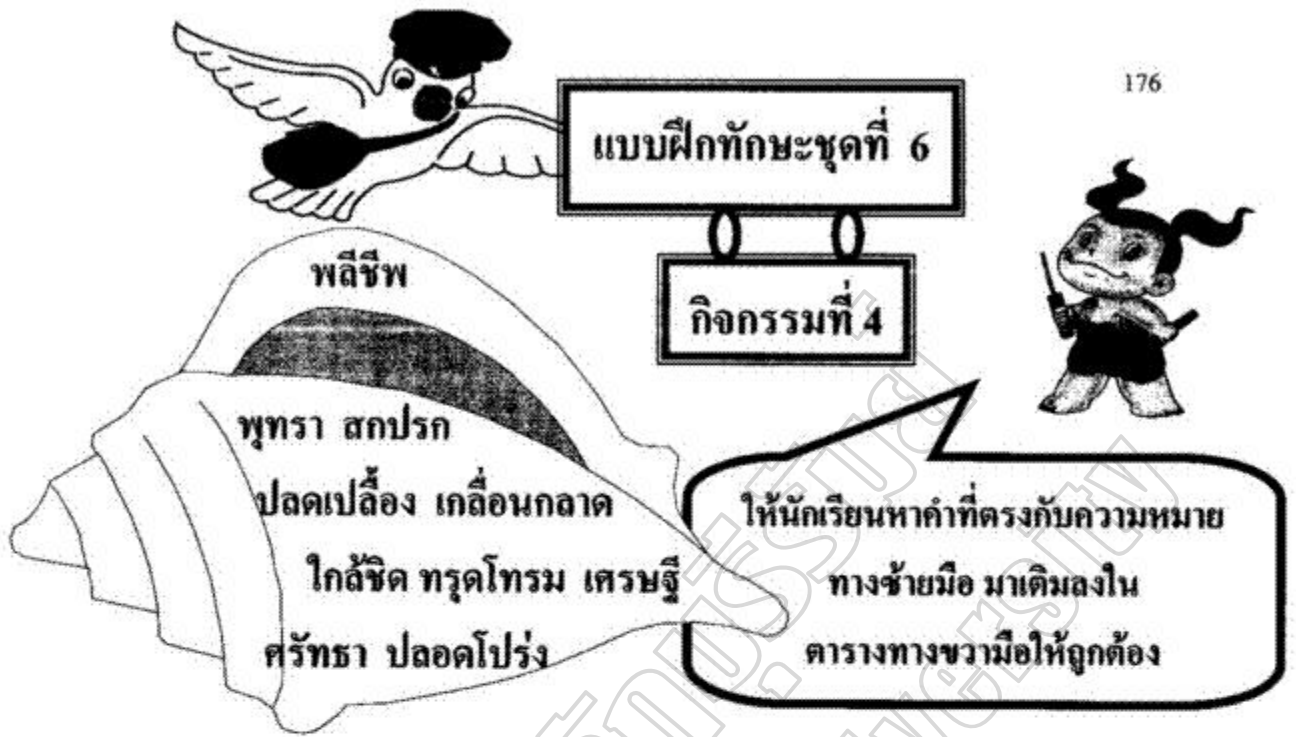 176
แบบฝึกทักษะชุดที่ 6
กิจกรรมที่ 4
พลีชีพ
พุทรา สกปรก
ปลดเปลื้อง เกลื่อนกลาด
ใกล้ชิด ทรุดโทรม เศรษฐี
ศรัทธา ปลอดโปร่ง
ให้นักเรียนหาคำที่ตรงกับความหมาย
ทางซ้ายมือ มาเติมลงใน
ตารางทางขวามือให้ถูกต้อง